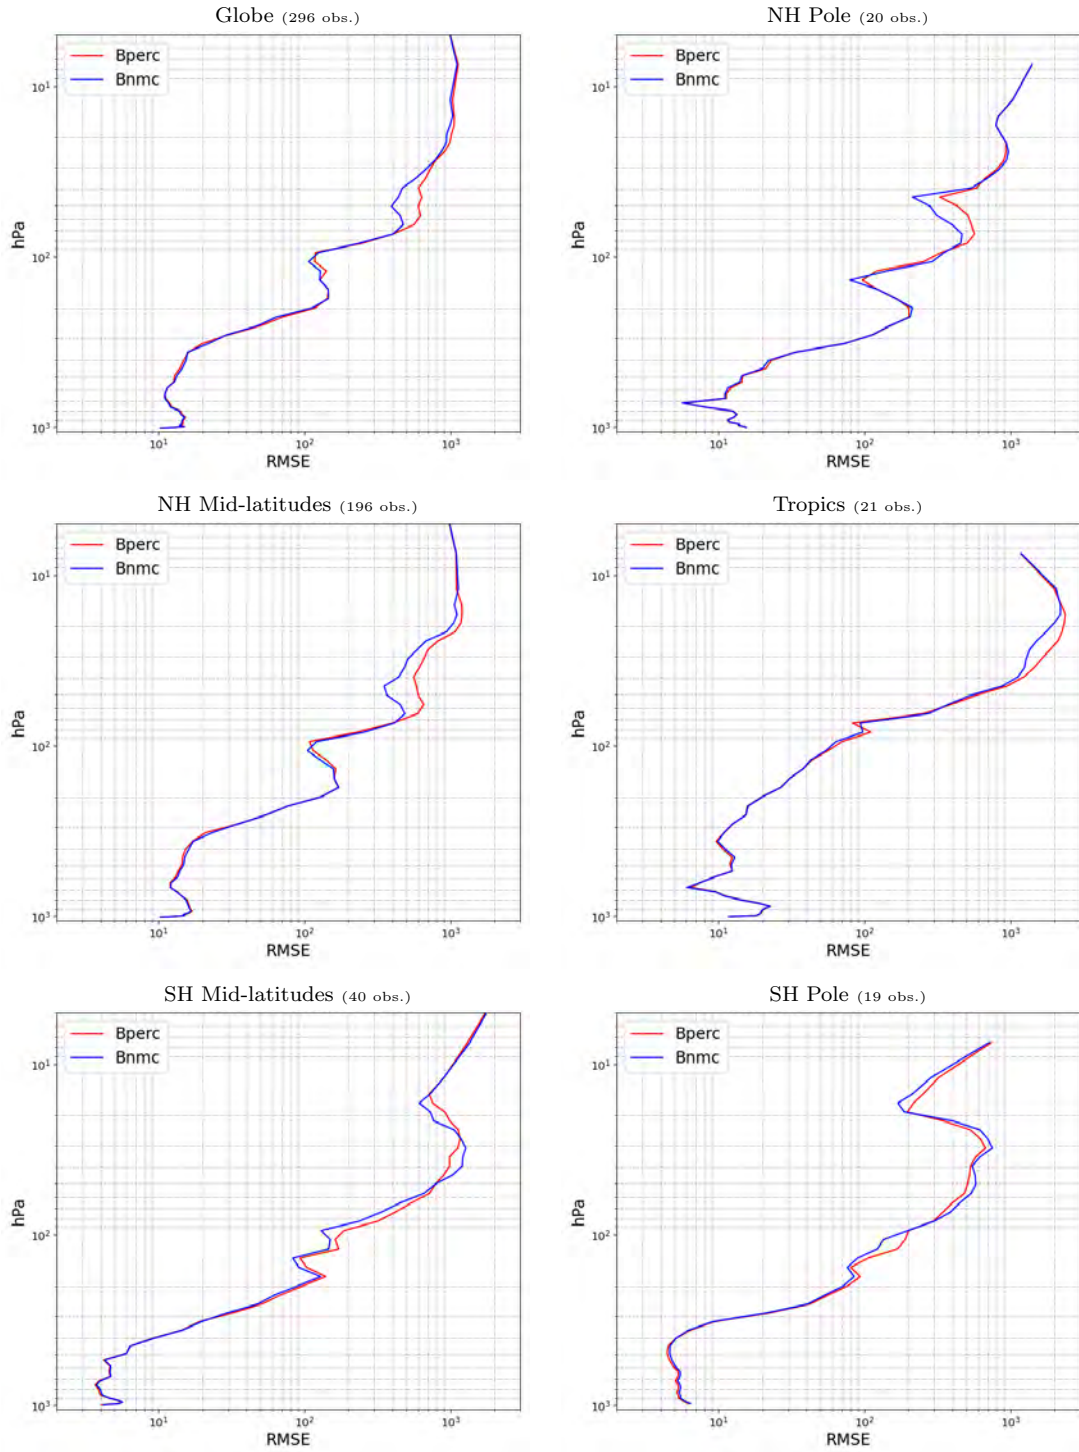 Globe (296 obs.)
Bperc
Bnmc
hPa
10¹
10²
10³
10¹ 10² 10³
RMSE
NH Pole (20 obs.)
Bperc
Bnmc
hPa
10¹
10²
10³
10¹ 10² 10³
RMSE
NH Mid-latitudes (196 obs.)
Bperc
Bnmc
hPa
10¹
10²
10³
10¹ 10² 10³
RMSE
Tropics (21 obs.)
Bperc
Bnmc
hPa
10¹
10²
10³
10¹ 10² 10³
RMSE
SH Mid-latitudes (40 obs.)
Bperc
Bnmc
hPa
10¹
10²
10³
10¹ 10² 10³
RMSE
SH Pole (19 obs.)
Bperc
Bnmc
hPa
10¹
10²
10³
10¹ 10² 10³
RMSE